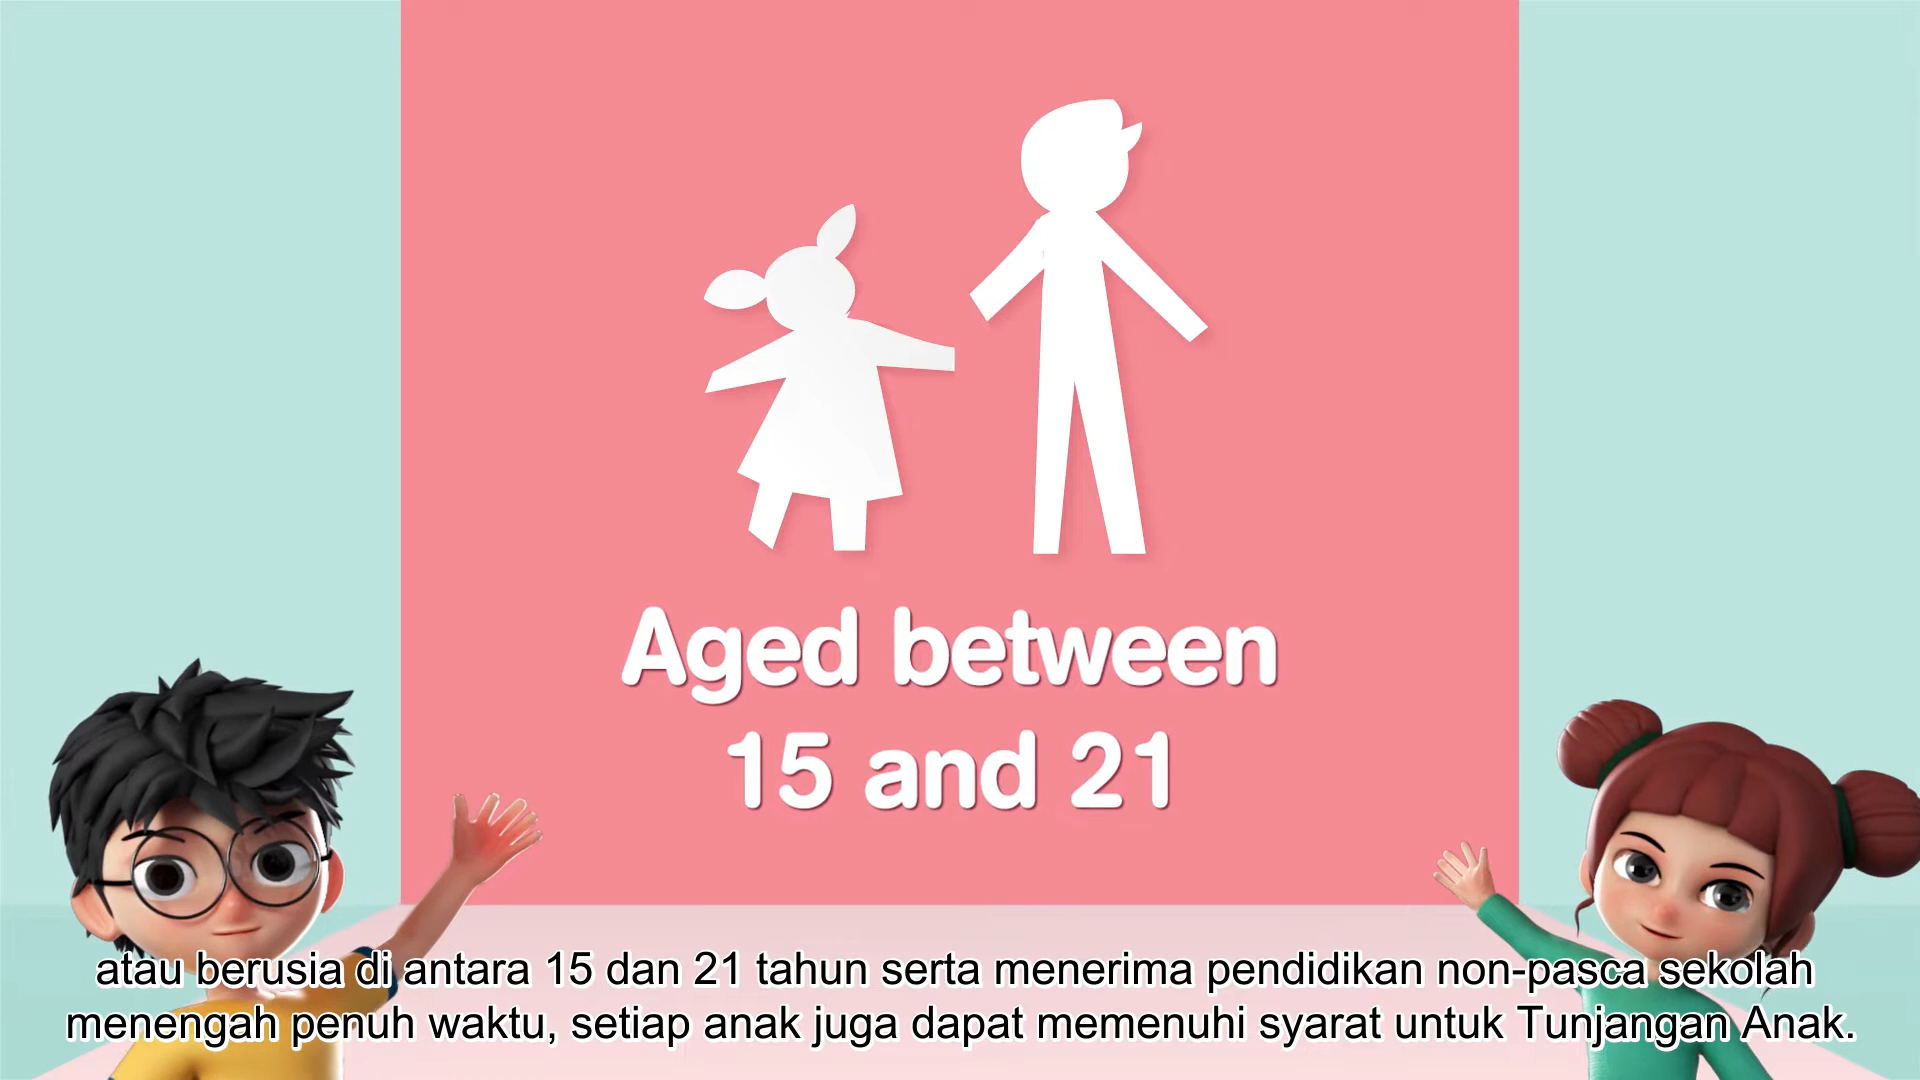 Aged between
15 and 21
atau berusia di antara 15 dan 21 tahun serta menerima pendidikan non-pasca sekolah
menengah penuh waktu, setiap anak juga dapat memenuhi syarat untuk Tunjangan Anak.